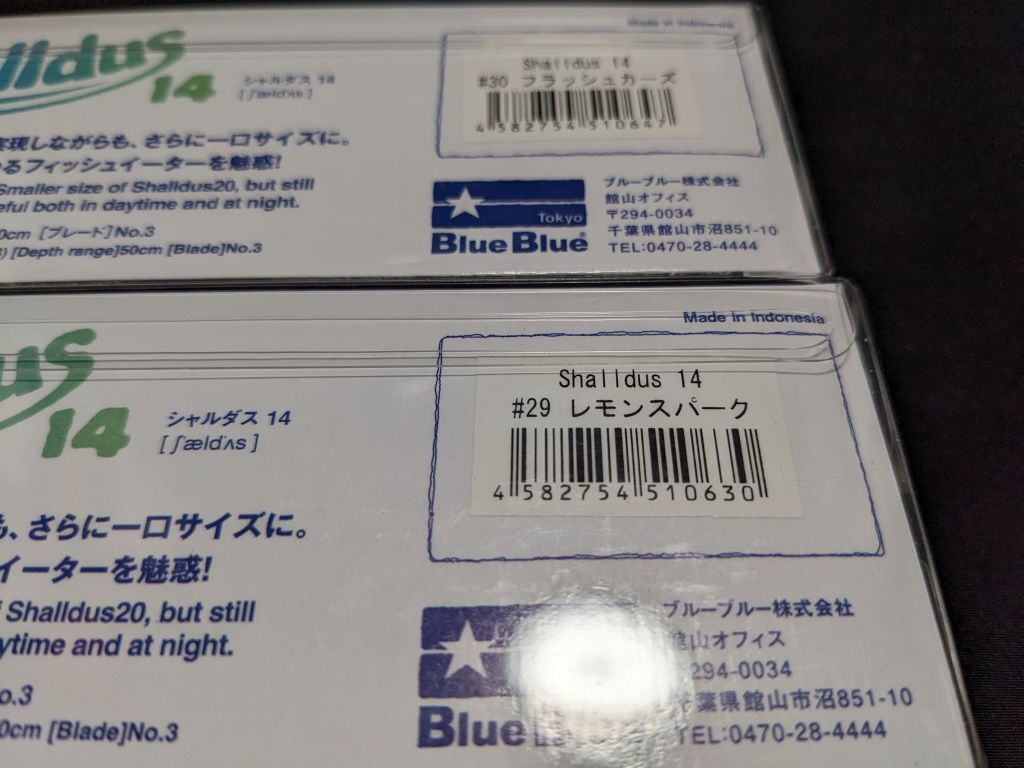 Made in Indonesia
lldus
14
シャルダス 14
[ʃældʌs]
Shalldus 14
#30 フラッシュカーズ
4 582754 510647
現しながらも、さらに一口サイズに。
るフィッシュイーターを魅惑!
Smaller size of Shalldus20, but still
eful both in daytime and at night.
0cm [ブレード]No.3
[Depth range]50cm [Blade]No.3
Tokyo
BlueBlue
ブルーブルー株式会社
館山オフィス
〒294-0034
千葉県館山市沼851-10
TEL:0470-28-4444
Made in Indonesia
us
14
シャルダス 14
[ʃældʌs]
Shalldus 14
#29 レモンスパーク
4 582754 510630
も、さらに一口サイズに。
イーターを魅惑!
f Shalldus20, but still
ytime and at night.
o.3
0cm [Blade]No.3
Blue
ブルーブルー株式会社
館山オフィス
294-0034
千葉県館山市沼851-10
TEL:0470-28-4444